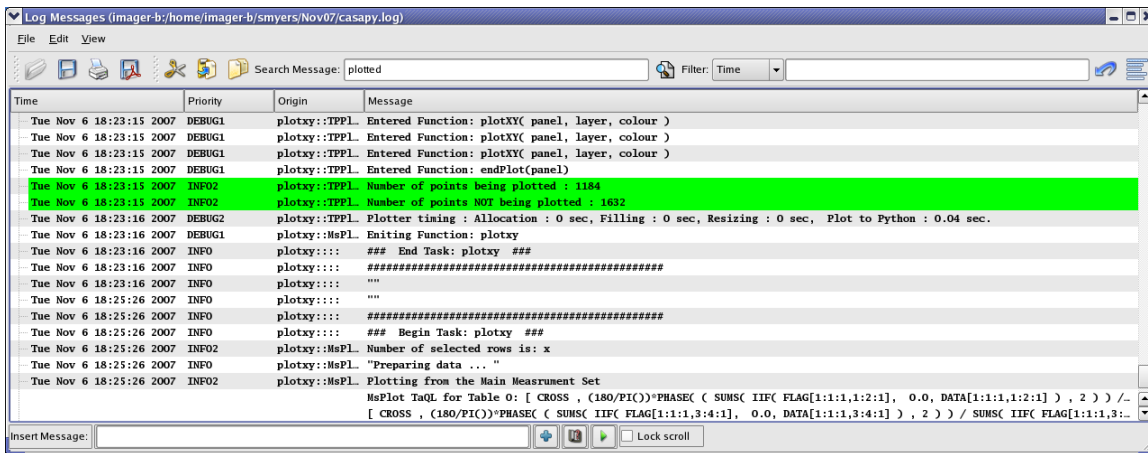 Log Messages (imager-b:/home/imager-b/smyers/Nov07/casapy.log)
File Edit View
Search Message: plotted Filter: Time
Time Priority Origin Message
Tue Nov 6 18:23:15 2007 DEBUG1 plotxy::TPPl... Entered Function: plotXY( panel, layer, colour )
Tue Nov 6 18:23:15 2007 DEBUG1 plotxy::TPPl... Entered Function: plotXY( panel, layer, colour )
Tue Nov 6 18:23:15 2007 DEBUG1 plotxy::TPPl... Entered Function: plotXY( panel, layer, colour )
Tue Nov 6 18:23:15 2007 DEBUG1 plotxy::TPPl... Entered Function: endPlot(panel)
Tue Nov 6 18:23:15 2007 INFO2 plotxy::TPPl... Number of points being plotted : 1184
Tue Nov 6 18:23:15 2007 INFO2 plotxy::TPPl... Number of points NOT being plotted : 1632
Tue Nov 6 18:23:16 2007 DEBUG2 plotxy::TPPl... Plotter timing : Allocation : 0 sec, Filling : 0 sec, Resizing : 0 sec, Plot to Python : 0.04 sec.
Tue Nov 6 18:23:16 2007 DEBUG1 plotxy::MsPl... Eniting Function: plotxy
Tue Nov 6 18:23:16 2007 INFO plotxy:::: ### End Task: plotxy ###
Tue Nov 6 18:23:16 2007 INFO plotxy:::: ###############################################
Tue Nov 6 18:23:16 2007 INFO plotxy:::: ""
Tue Nov 6 18:25:26 2007 INFO plotxy:::: ""
Tue Nov 6 18:25:26 2007 INFO plotxy:::: ###############################################
Tue Nov 6 18:25:26 2007 INFO plotxy:::: ### Begin Task: plotxy ###
Tue Nov 6 18:25:26 2007 INFO2 plotxy::MsPl... Number of selected rows is: x
Tue Nov 6 18:25:26 2007 INFO plotxy::MsPl... "Preparing data ... "
Tue Nov 6 18:25:26 2007 INFO2 plotxy::MsPl... Plotting from the Main Measrument Set
MsPlot TaQL for Table 0: [ CROSS , (180/PI())*PHASE( ( SUMS( IIF( FLAG[1:1:1,1:2:1], 0.0, DATA[1:1:1,1:2:1] ) , 2 ) ) /...
[ CROSS , (180/PI())*PHASE( ( SUMS( IIF( FLAG[1:1:1,3:4:1], 0.0, DATA[1:1:1,3:4:1] ) , 2 ) ) / SUMS( IIF( FLAG[1:1:1,3:...
Insert Message: Lock scroll